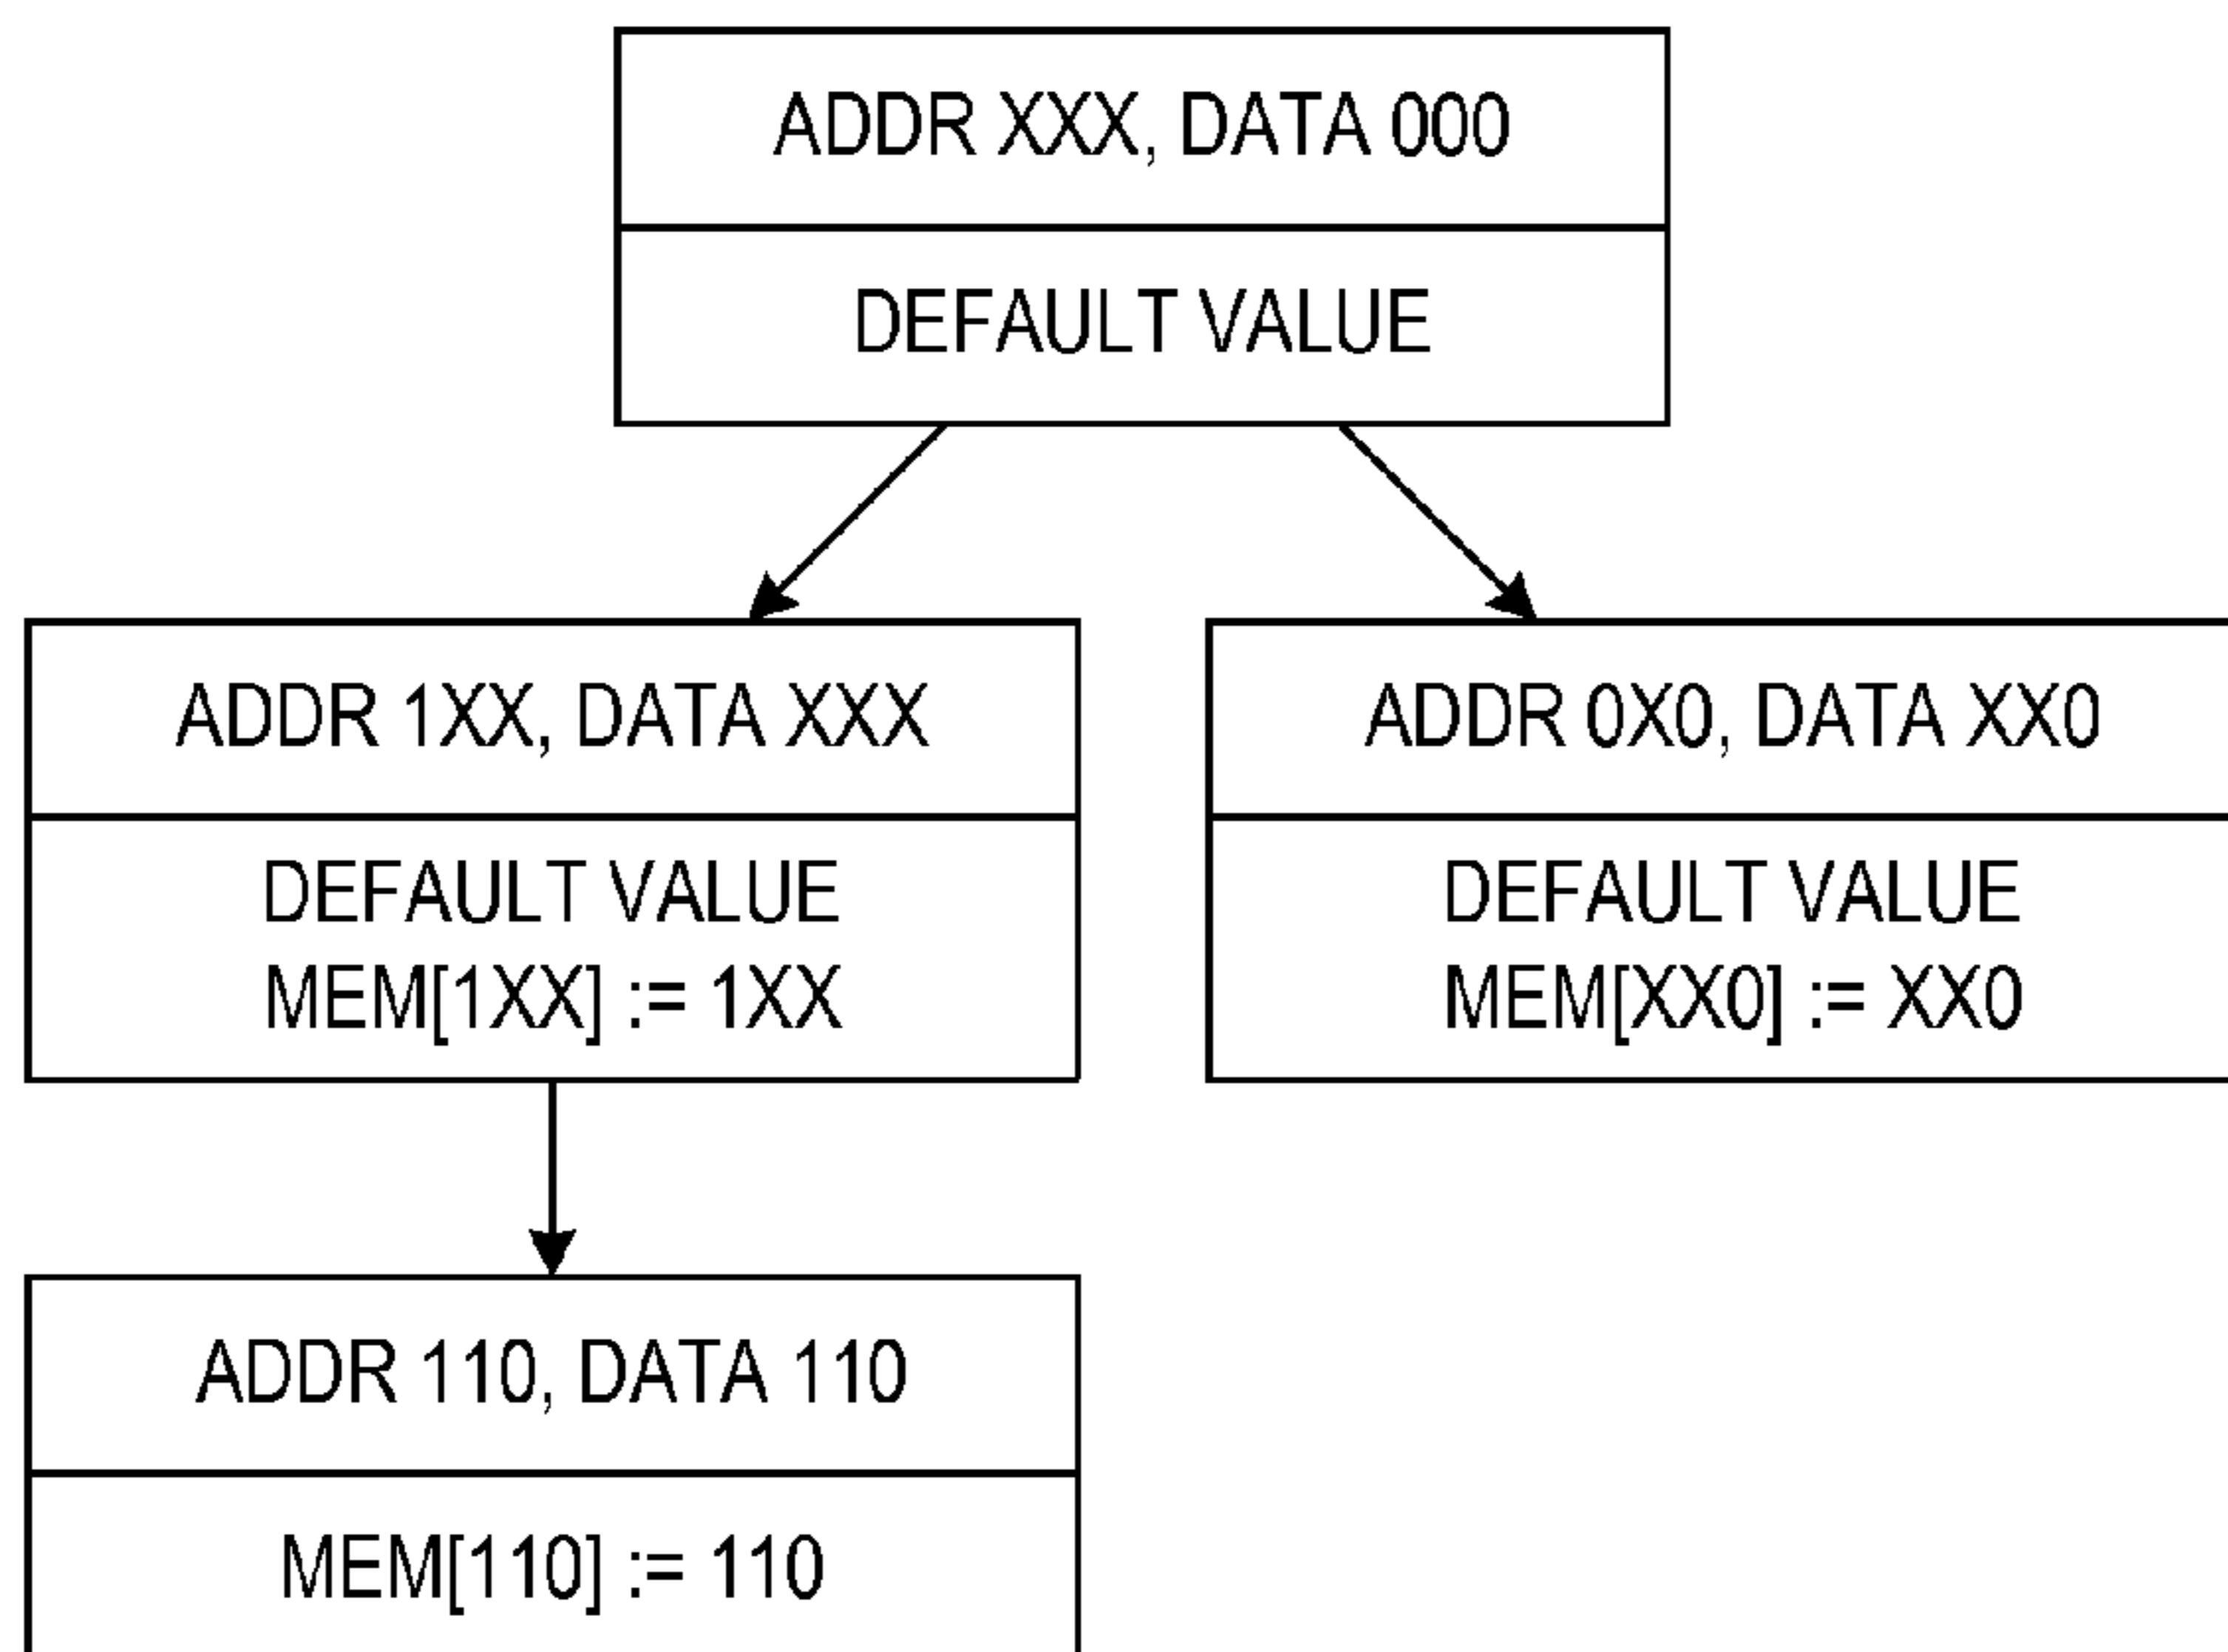 ADDR XXX, DATA 000
DEFAULT VALUE
ADDR 1XX, DATA XXX
DEFAULT VALUE
MEM[1XX] := 1XX
ADDR 0X0, DATA XX0
DEFAULT VALUE
MEM[XX0] := XX0
ADDR 110, DATA 110
MEM[110] := 110